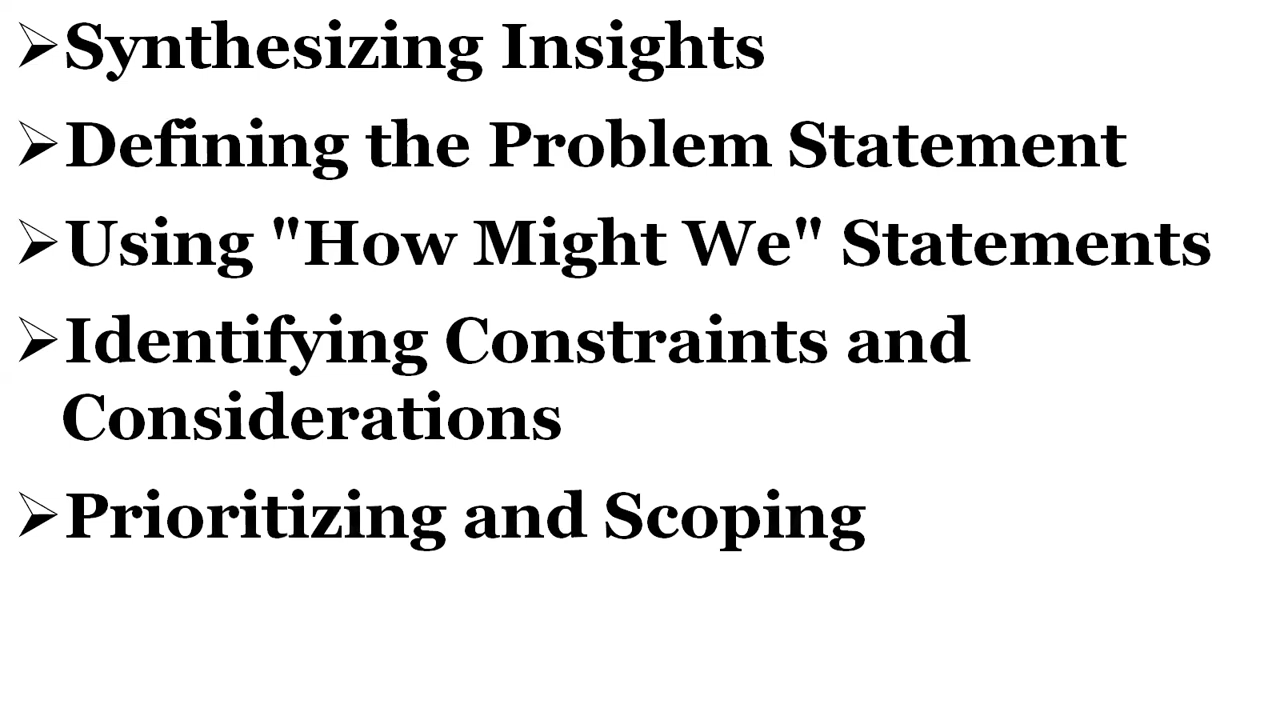 ➢Synthesizing Insights
➢Defining the Problem Statement
➢Using "How Might We" Statements
➢Identifying Constraints and
Considerations
➢Prioritizing and Scoping